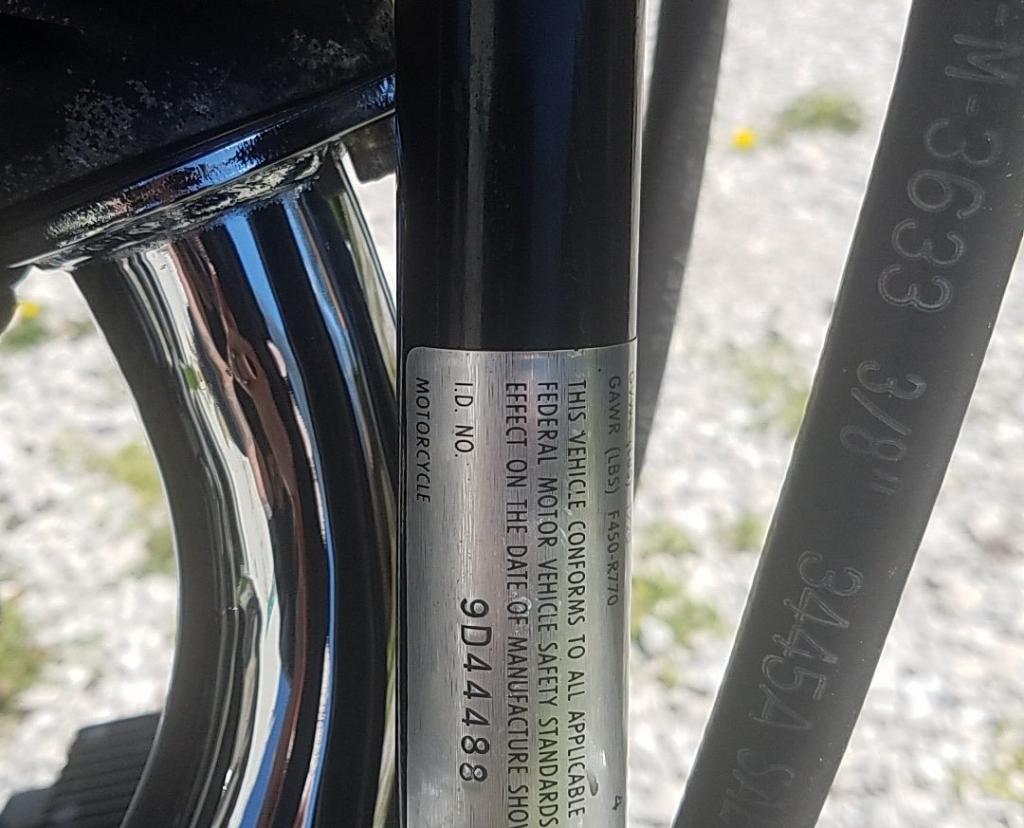 GAWR (LBS) F450-R770
THIS VEHICLE CONFORMS TO ALL APPLICABLE
FEDERAL MOTOR VEHICLE SAFETY STANDARDS
EFFECT ON THE DATE OF MANUFACTURE
I.D. NO. 9D44488
MOTORCYCLE
-M-3633 3/8" 3445A